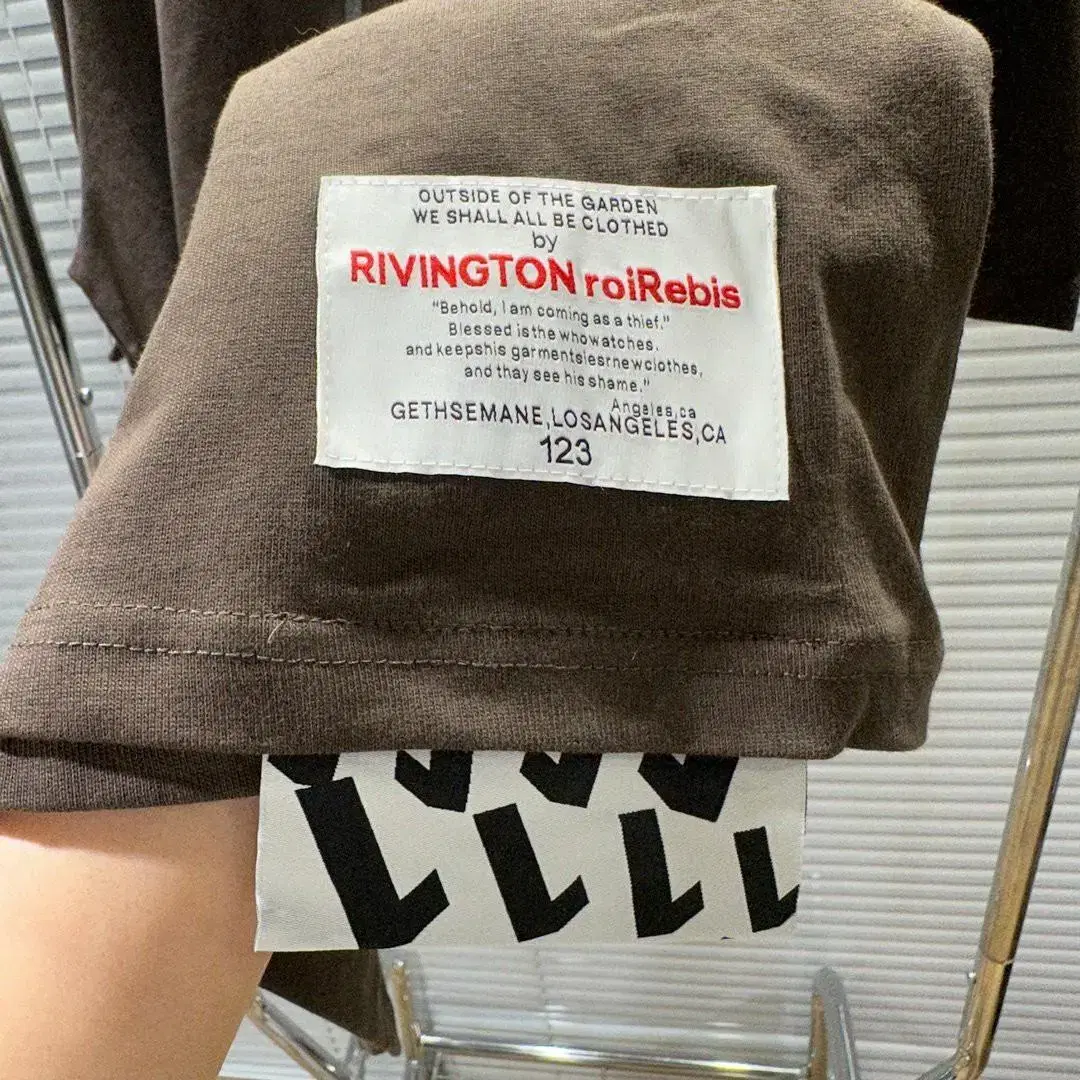 OUTSIDE OF THE GARDEN
WE SHALL ALL BE CLOTHED
by
RIVINGTON roiRebis
"Behold, I am coming as a thief."
Blessed is the who watches.
and keepshis garmentsiesrnewclothes,
and thay see his shame."
Angeles,ca
GETHSEMANE,LOSANGELES,CA
123
L L L L